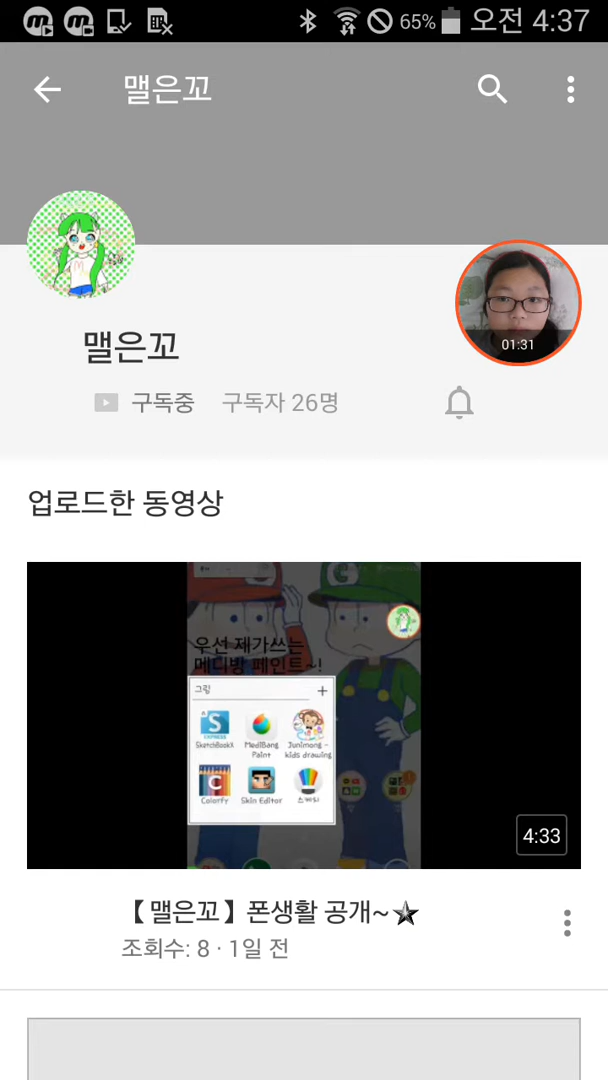 65% 오전 4:37
맬은꼬
01:31
맬은꼬
구독중 구독자 26명
업로드한 동영상
우선 제가쓰는
메디방 페인트~!
그림 +
SketchBookX MediBang Paint Junimong - kids drawing
Colorfy Skin Editor 스케치
4:33
【맬은꼬】폰생활 공개~★
조회수: 8 · 1일 전